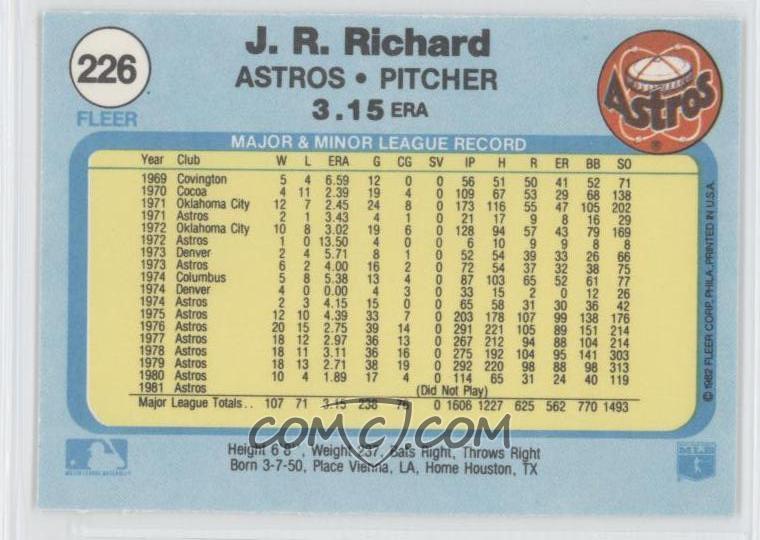 226
FLEER
J. R. Richard
ASTROS • PITCHER
3.15 ERA
Astros
®
MAJOR & MINOR LEAGUE RECORD
Year Club W L ERA G CG SV IP H R ER BB SO
1969 Covington 5 4 6.59 12 0 0 56 51 50 41 52 71
1970 Cocoa 4 11 2.39 19 4 0 109 67 53 29 68 138
1971 Oklahoma City 12 7 2.45 24 8 0 173 116 55 47 105 202
1971 Astros 2 1 3.43 4 1 0 21 17 9 8 16 29
1972 Oklahoma City 10 8 3.02 19 6 0 128 94 57 43 79 169
1972 Astros 1 0 13.50 4 0 0 6 10 9 9 8 8
1973 Denver 2 4 5.71 8 1 0 52 54 39 33 26 66
1973 Astros 6 2 4.00 16 2 0 72 54 37 32 38 75
1974 Columbus 5 8 5.38 13 4 0 87 103 65 52 61 77
1974 Denver 4 0 0.00 4 3 0 33 15 2 0 12 26
1974 Astros 2 3 4.15 15 0 0 65 58 31 30 36 42
1975 Astros 12 10 4.39 33 7 0 203 178 107 99 138 176
1976 Astros 20 15 2.75 39 14 0 291 221 105 89 151 214
1977 Astros 18 12 2.97 36 13 0 267 212 94 88 104 214
1978 Astros 18 11 3.11 36 16 0 275 192 104 95 141 303
1979 Astros 18 13 2.71 38 19 0 292 220 98 88 98 313
1980 Astros 10 4 1.89 17 4 0 114 65 31 24 40 119
1981 Astros (Did Not Play)
Major League Totals . . 107 71 3.15 238 76 0 1606 1227 625 562 770 1493
Height 6'8", Weight 237, Bats Right, Throws Right
Born 3-7-50, Place Vienna, LA, Home Houston, TX
© 1982 FLEER CORP., PHILA., PRINTED IN U.S.A.
COMC.COM